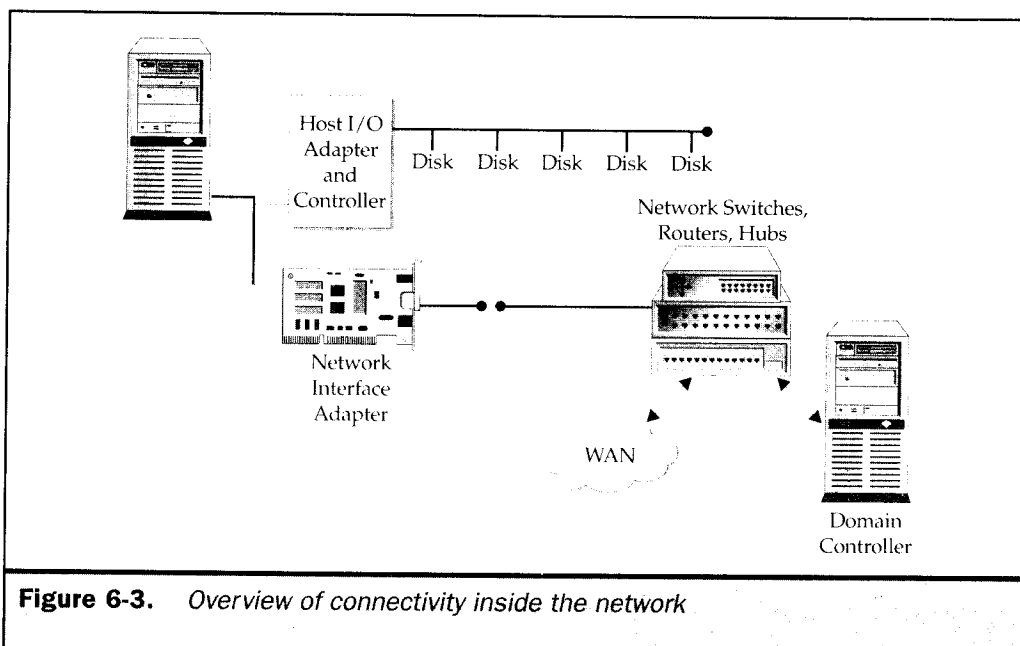 Host I/O
Adapter
and
Controller
Disk Disk Disk Disk Disk
Network Switches,
Routers, Hubs
Network
Interface
Adapter
WAN
Domain
Controller
Figure 6-3. Overview of connectivity inside the network